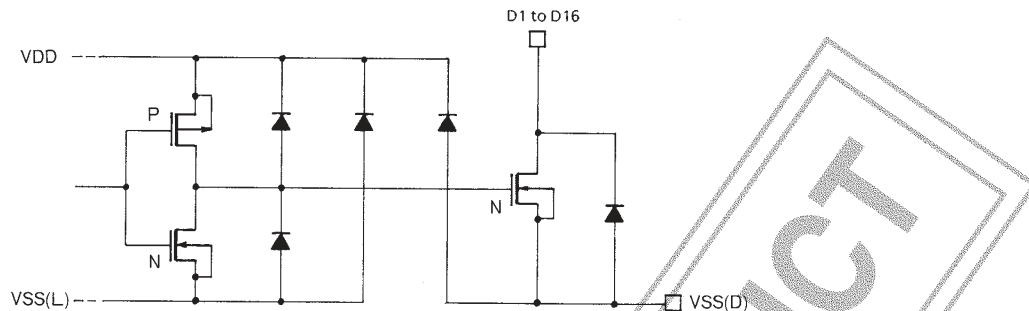 D1 to D16
VDD
P
N
N
VSS(L)
VSS(D)